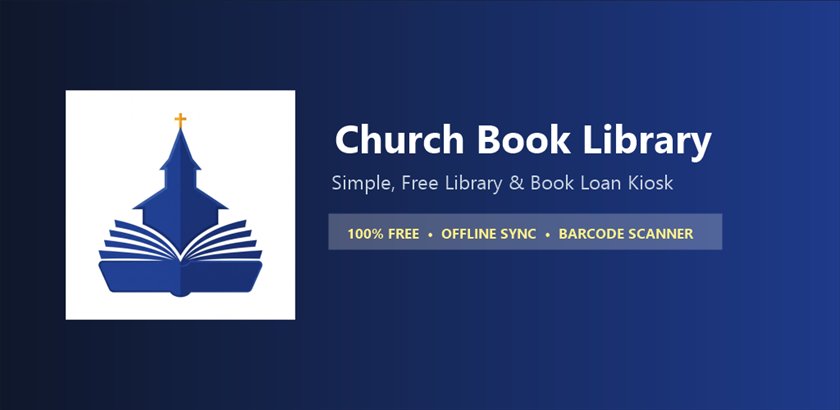 Church Book Library
Simple, Free Library & Book Loan Kiosk
100% FREE • OFFLINE SYNC • BARCODE SCANNER